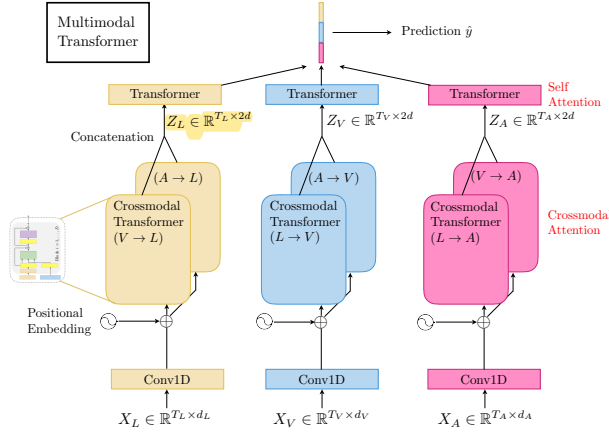 Multimodal
Transformer
Prediction ŷ
Transformer
Transformer
Transformer
Self
Attention
Z_L ∈ ℝ^{T_L×2d}
Z_V ∈ ℝ^{T_V×2d}
Z_A ∈ ℝ^{T_A×2d}
Concatenation
(A → L)
(A → V)
(V → A)
Crossmodal
Transformer
(V → L)
Crossmodal
Transformer
(L → V)
Crossmodal
Transformer
(L → A)
Crossmoda
Attention
Positional
Embedding
Conv1D
Conv1D
Conv1D
X_L ∈ ℝ^{T_L×d_L}
X_V ∈ ℝ^{T_V×d_V}
X_A ∈ ℝ^{T_A×d_A}